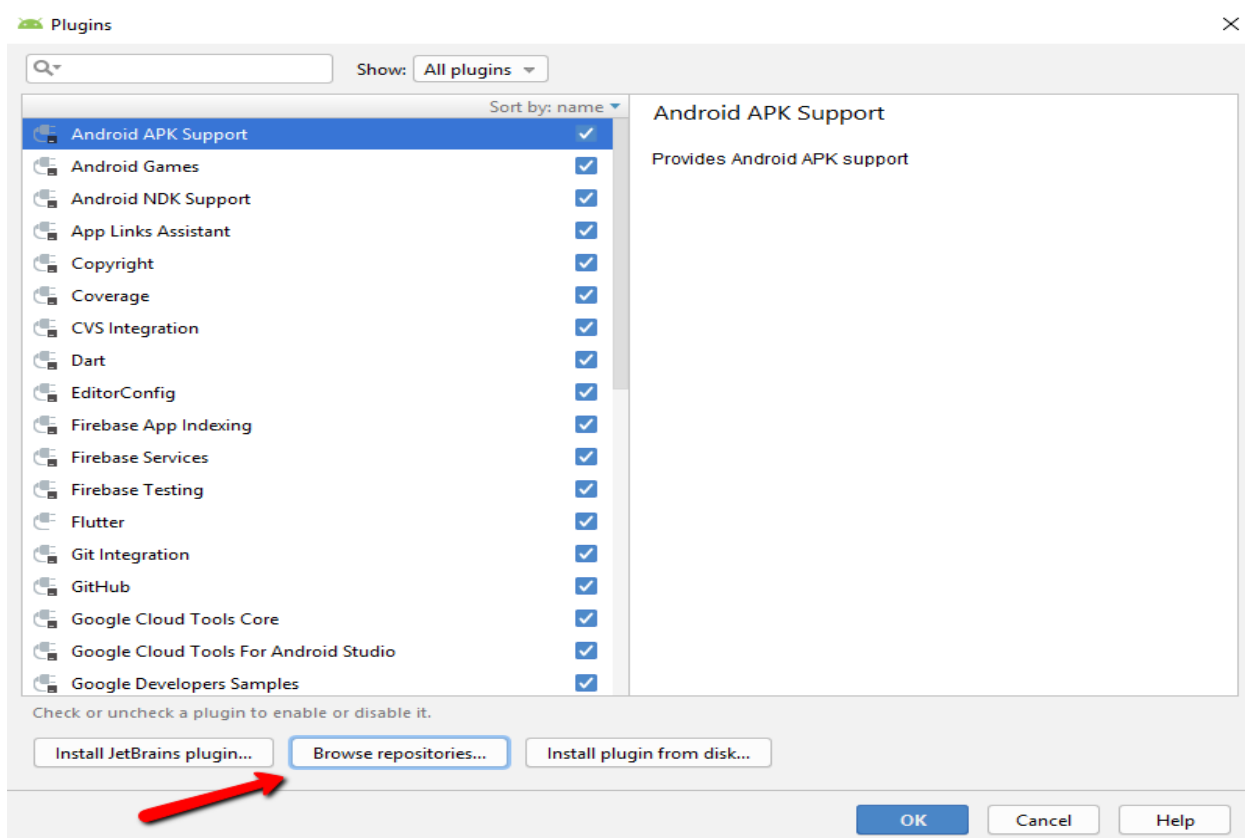 Plugins
Show: All plugins
Sort by: name
Android APK Support
Android Games
Android NDK Support
App Links Assistant
Copyright
Coverage
CVS Integration
Dart
EditorConfig
Firebase App Indexing
Firebase Services
Firebase Testing
Flutter
Git Integration
GitHub
Google Cloud Tools Core
Google Cloud Tools For Android Studio
Google Developers Samples
Android APK Support
Provides Android APK support
Check or uncheck a plugin to enable or disable it.
Install JetBrains plugin... Browse repositories... Install plugin from disk...
OK Cancel Help